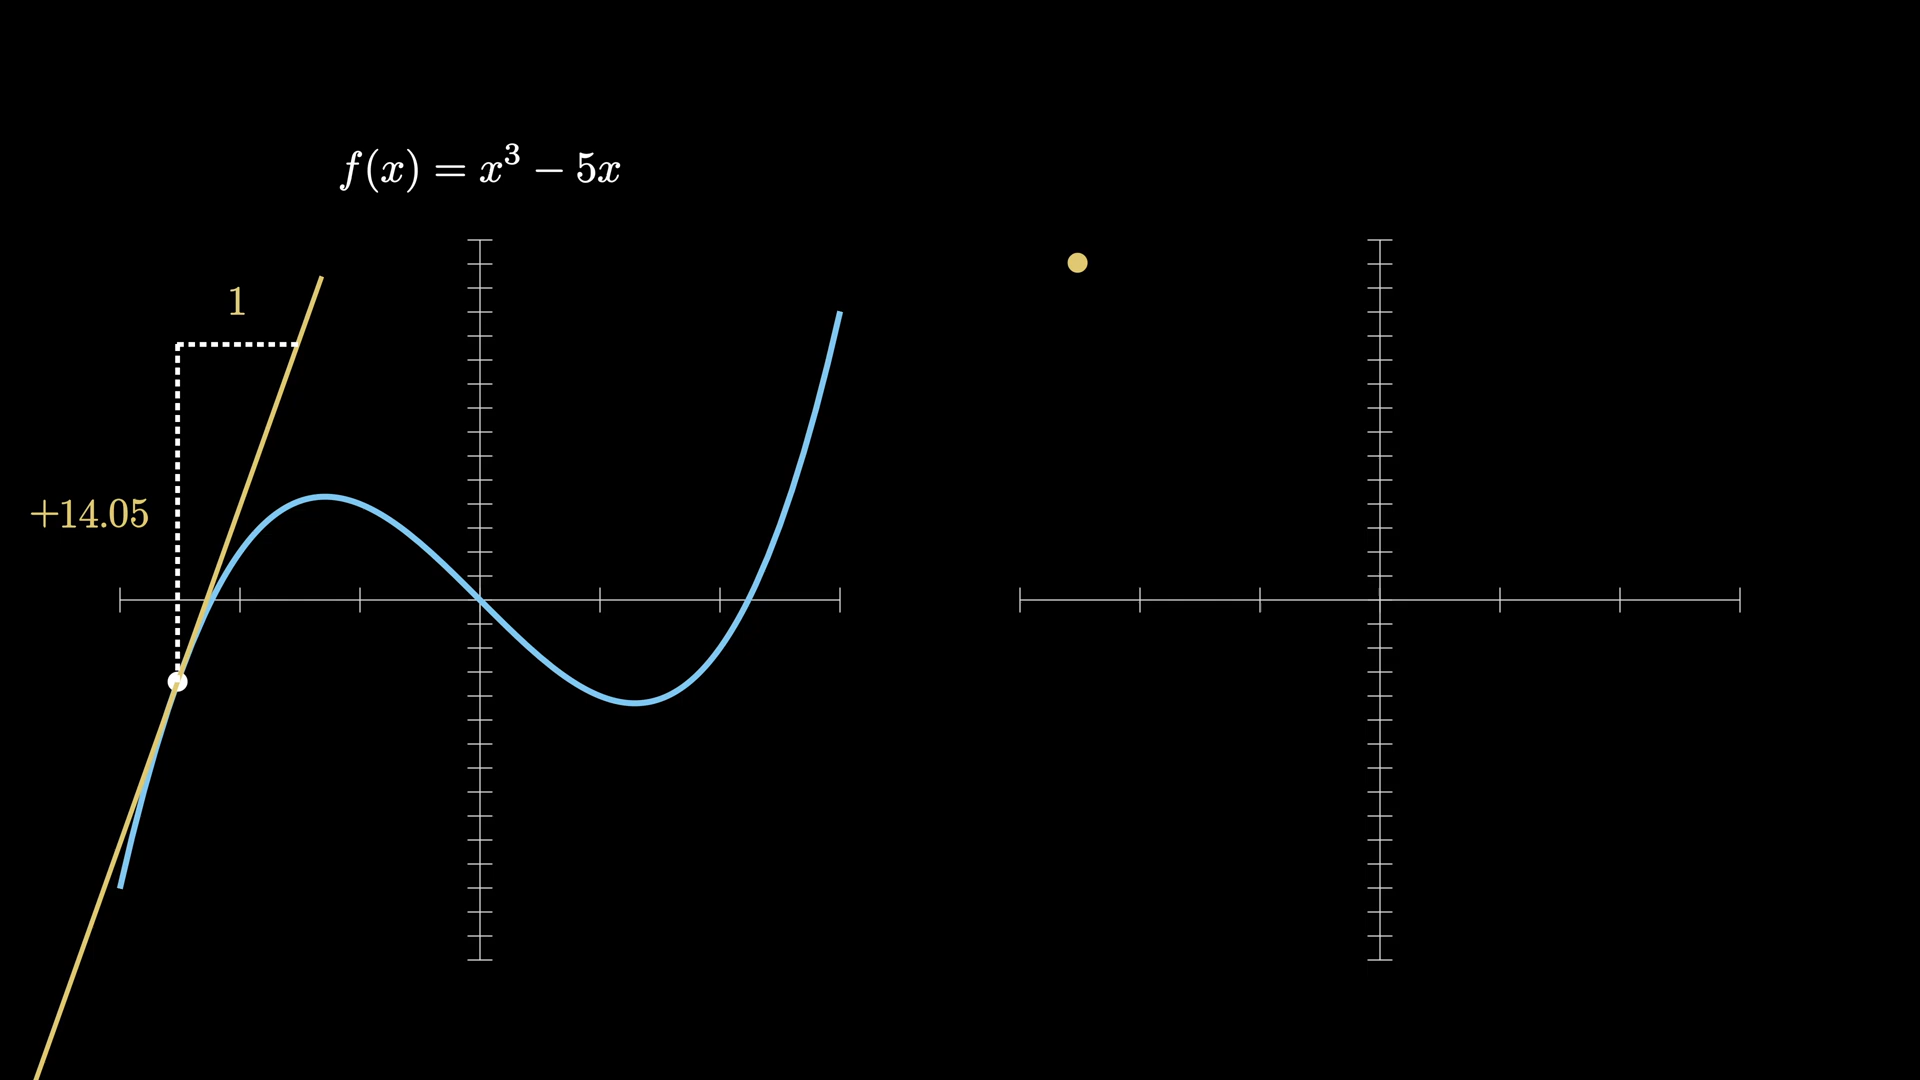 f(x) = x³ − 5x
1
+14.05